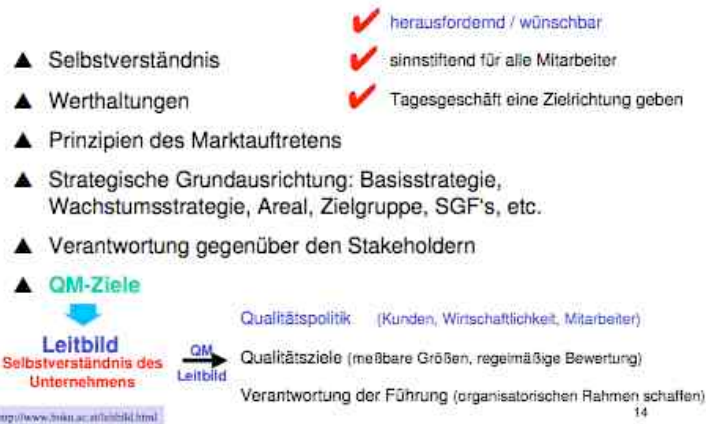 herausfordernd / wünschbar
▲ Selbstverständnis
sinnstiftend für alle Mitarbeiter
▲ Werthaltungen
Tagesgeschäft eine Zielrichtung geben
▲ Prinzipien des Marktauftretens
▲ Strategische Grundausrichtung: Basisstrategie,
Wachstumsstrategie, Areal, Zielgruppe, SGF's, etc.
▲ Verantwortung gegenüber den Stakeholdern
▲ QM-Ziele
Qualitätspolitik (Kunden, Wirtschaftlichkeit, Mitarbeiter)
Leitbild
Selbstverständnis des
Unternehmens
QM
Leitbild
Qualitätsziele (meßbare Größen, regelmäßige Bewertung)
Verantwortung der Führung (organisatorischen Rahmen schaffen)
14